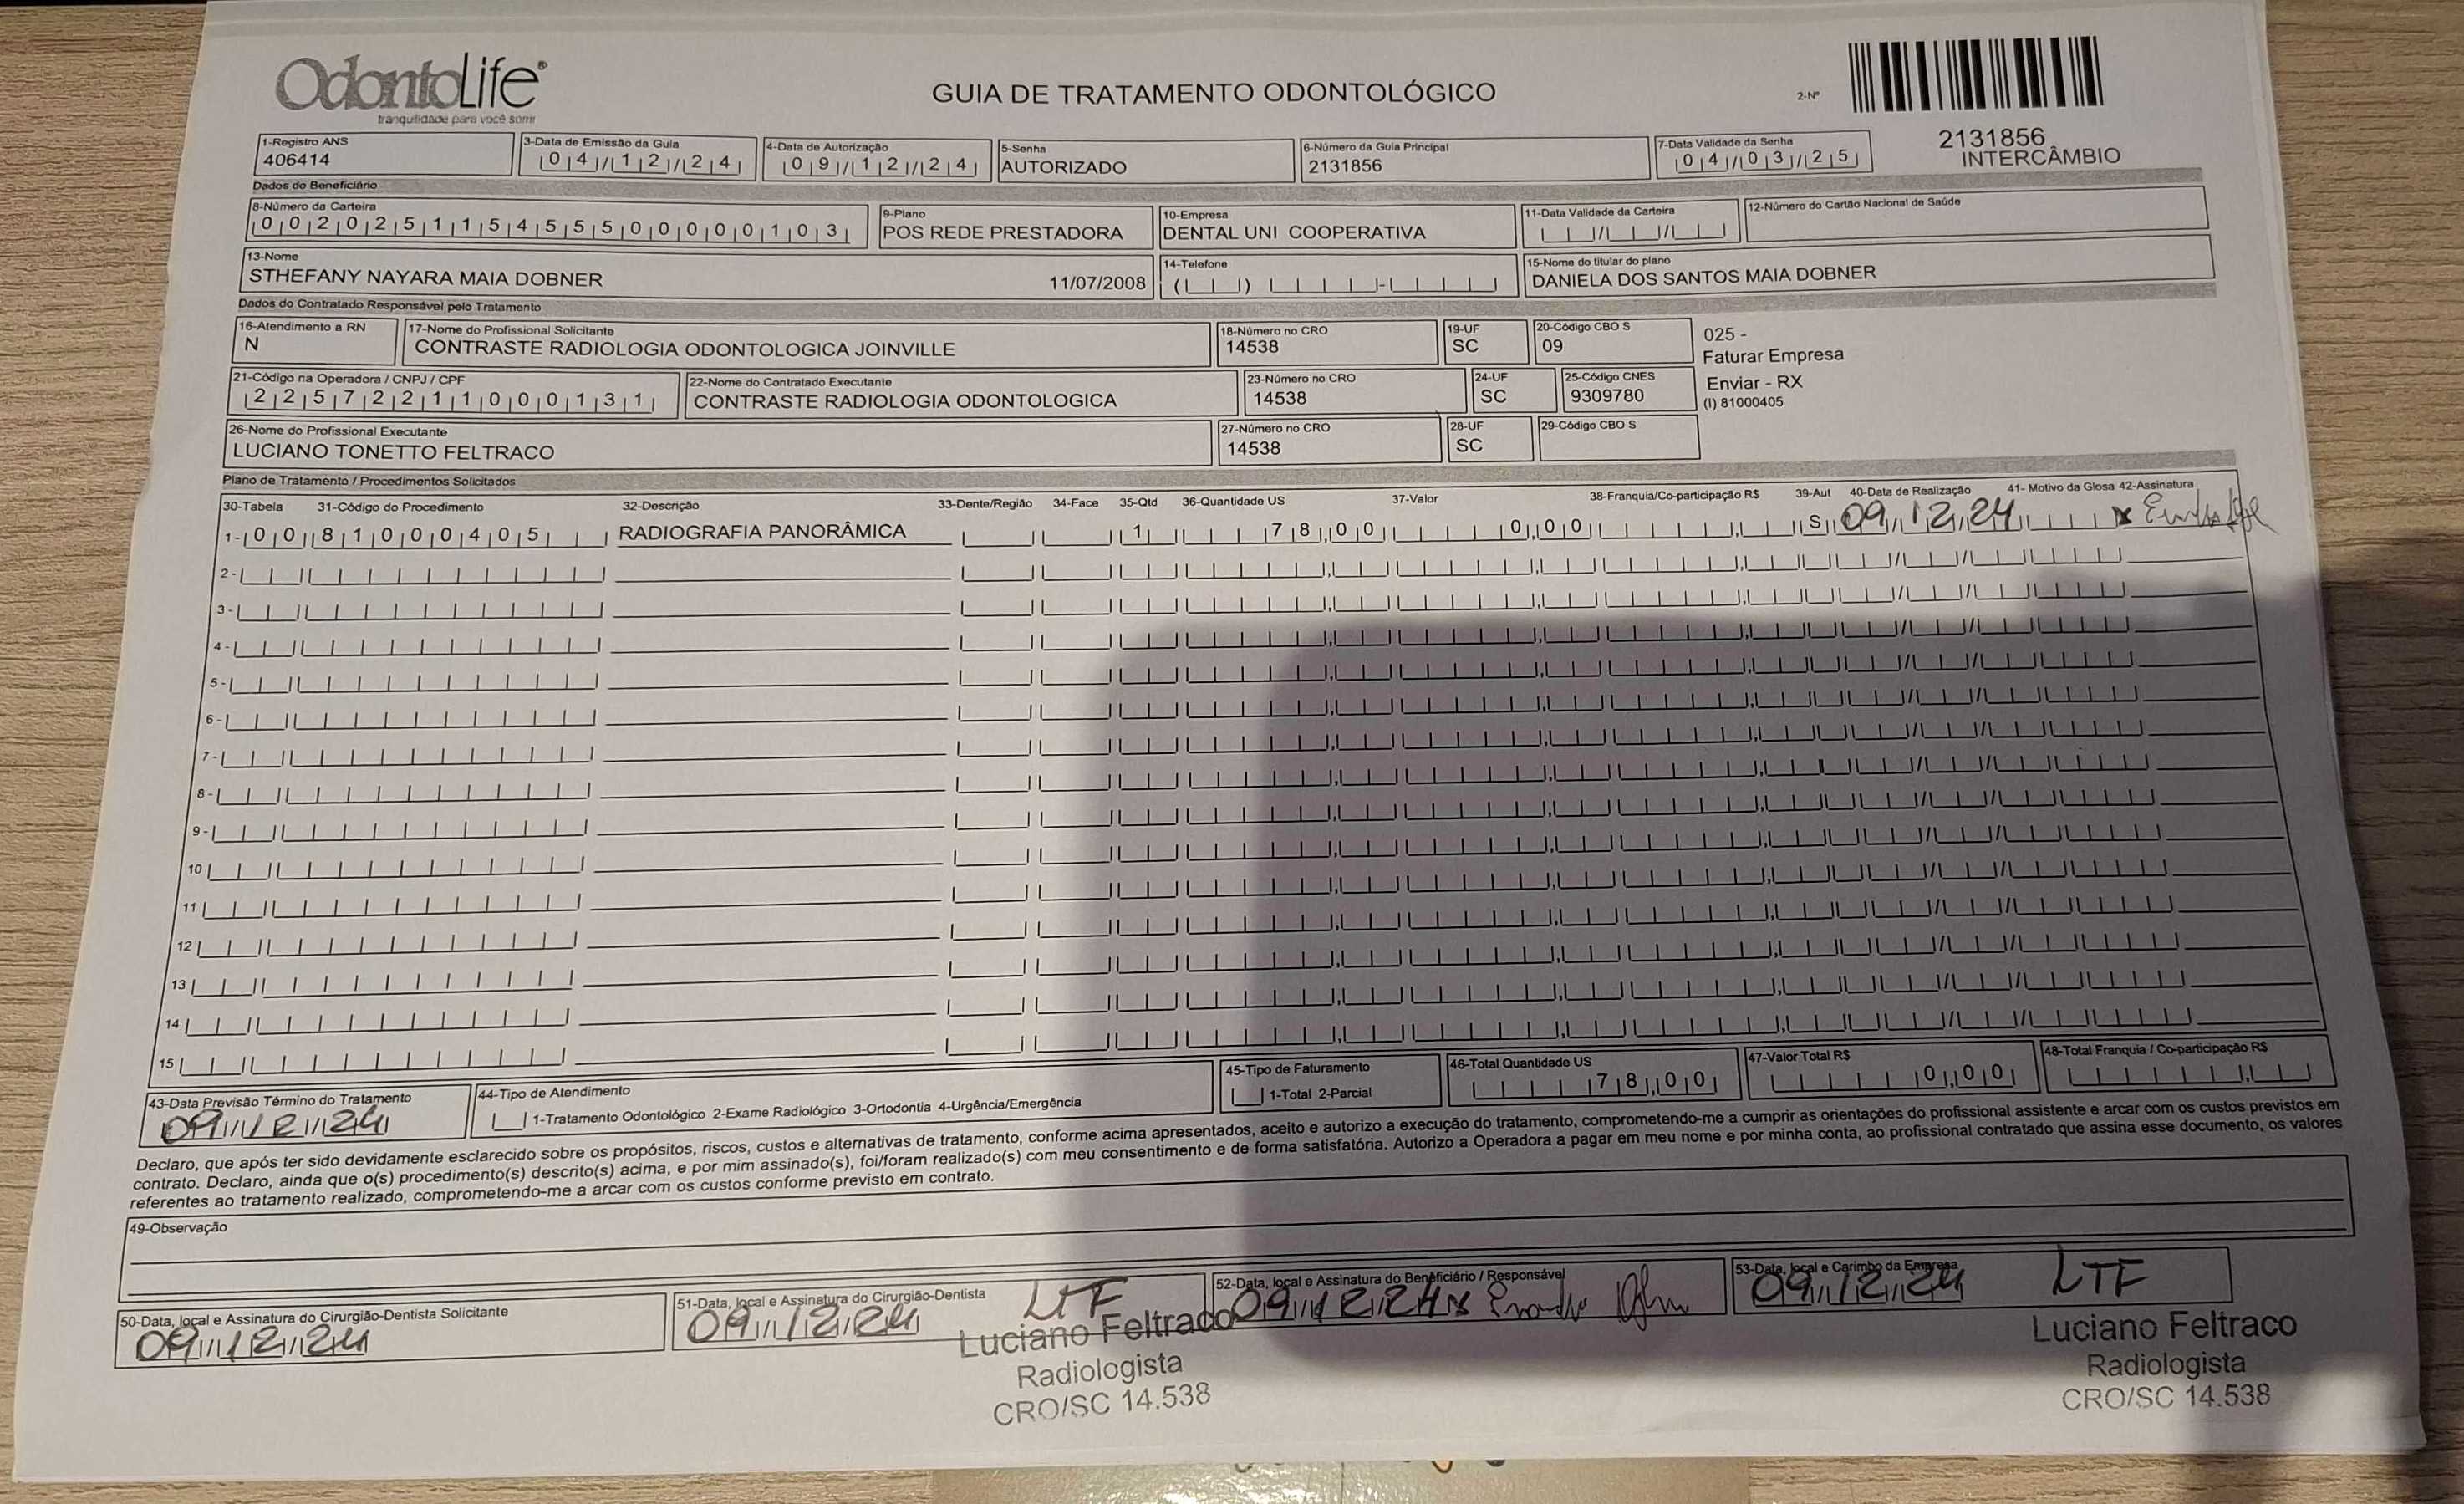 OdontoLife®
tranquilidade para você sorrir
GUIA DE TRATAMENTO ODONTOLÓGICO
2-Nº
2131856
INTERCÂMBIO
1-Registro ANS
406414
3-Data de Emissão da Guia
04/12/24
4-Data de Autorização
09/12/24
5-Senha
AUTORIZADO
6-Número da Guia Principal
2131856
7-Data Validade da Senha
04/03/25
Dados do Beneficiário
8-Número da Carteira
00202511545550000103
9-Plano
POS REDE PRESTADORA
10-Empresa
DENTAL UNI COOPERATIVA
11-Data Validade da Carteira
12-Número do Cartão Nacional de Saúde
13-Nome
STHEFANY NAYARA MAIA DOBNER 11/07/2008
14-Telefone
15-Nome do titular do plano
DANIELA DOS SANTOS MAIA DOBNER
Dados do Contratado Responsável pelo Tratamento
16-Atendimento a RN
N
17-Nome do Profissional Solicitante
CONTRASTE RADIOLOGIA ODONTOLOGICA JOINVILLE
18-Número no CRO
14538
19-UF
SC
20-Código CBO S
09
025 -
Faturar Empresa
Enviar - RX
(I) 81000405
21-Código na Operadora / CNPJ / CPF
22572211000131
22-Nome do Contratado Executante
CONTRASTE RADIOLOGIA ODONTOLOGICA
23-Número no CRO
14538
24-UF
SC
25-Código CNES
9309780
26-Nome do Profissional Executante
LUCIANO TONETTO FELTRACO
27-Número no CRO
14538
28-UF
SC
29-Código CBO S
Plano de Tratamento / Procedimentos Solicitados
30-Tabela 31-Código do Procedimento 32-Descrição 33-Dente/Região 34-Face 35-Qtd 36-Quantidade US 37-Valor 38-Franquia/Co-participação R$ 39-Aut 40-Data de Realização 41- Motivo da Glosa 42-Assinatura
1- 00 81000405 RADIOGRAFIA PANORÂMICA 1 78,00 0,00 S 09/12/24 x
2-
3-
4-
5-
6-
7-
8-
9-
10
11
12
13
14
15
43-Data Previsão Término do Tratamento
09/12/24
44-Tipo de Atendimento
1-Tratamento Odontológico 2-Exame Radiológico 3-Ortodontia 4-Urgência/Emergência
45-Tipo de Faturamento
1-Total 2-Parcial
46-Total Quantidade US
78,00
47-Valor Total R$
0,00
48-Total Franquia / Co-participação R$
Declaro, que após ter sido devidamente esclarecido sobre os propósitos, riscos, custos e alternativas de tratamento, conforme acima apresentados, aceito e autorizo a execução do tratamento, comprometendo-me a cumprir as orientações do profissional assistente e arcar com os custos previstos em
contrato. Declaro, ainda que o(s) procedimento(s) descrito(s) acima, e por mim assinado(s), foi/foram realizado(s) com meu consentimento e de forma satisfatória. Autorizo a Operadora a pagar em meu nome e por minha conta, ao profissional contratado que assina esse documento, os valores
referentes ao tratamento realizado, comprometendo-me a arcar com os custos conforme previsto em contrato.
49-Observação
50-Data, local e Assinatura do Cirurgião-Dentista Solicitante
09/12/24
51-Data, local e Assinatura do Cirurgião-Dentista
09/12/24 LTF
Luciano Feltraco
Radiologista
CRO/SC 14.538
52-Data, local e Assinatura do Beneficiário / Responsável
09/12/24 x
53-Data, local e Carimbo da Empresa
09/12/24 LTF
Luciano Feltraco
Radiologista
CRO/SC 14.538